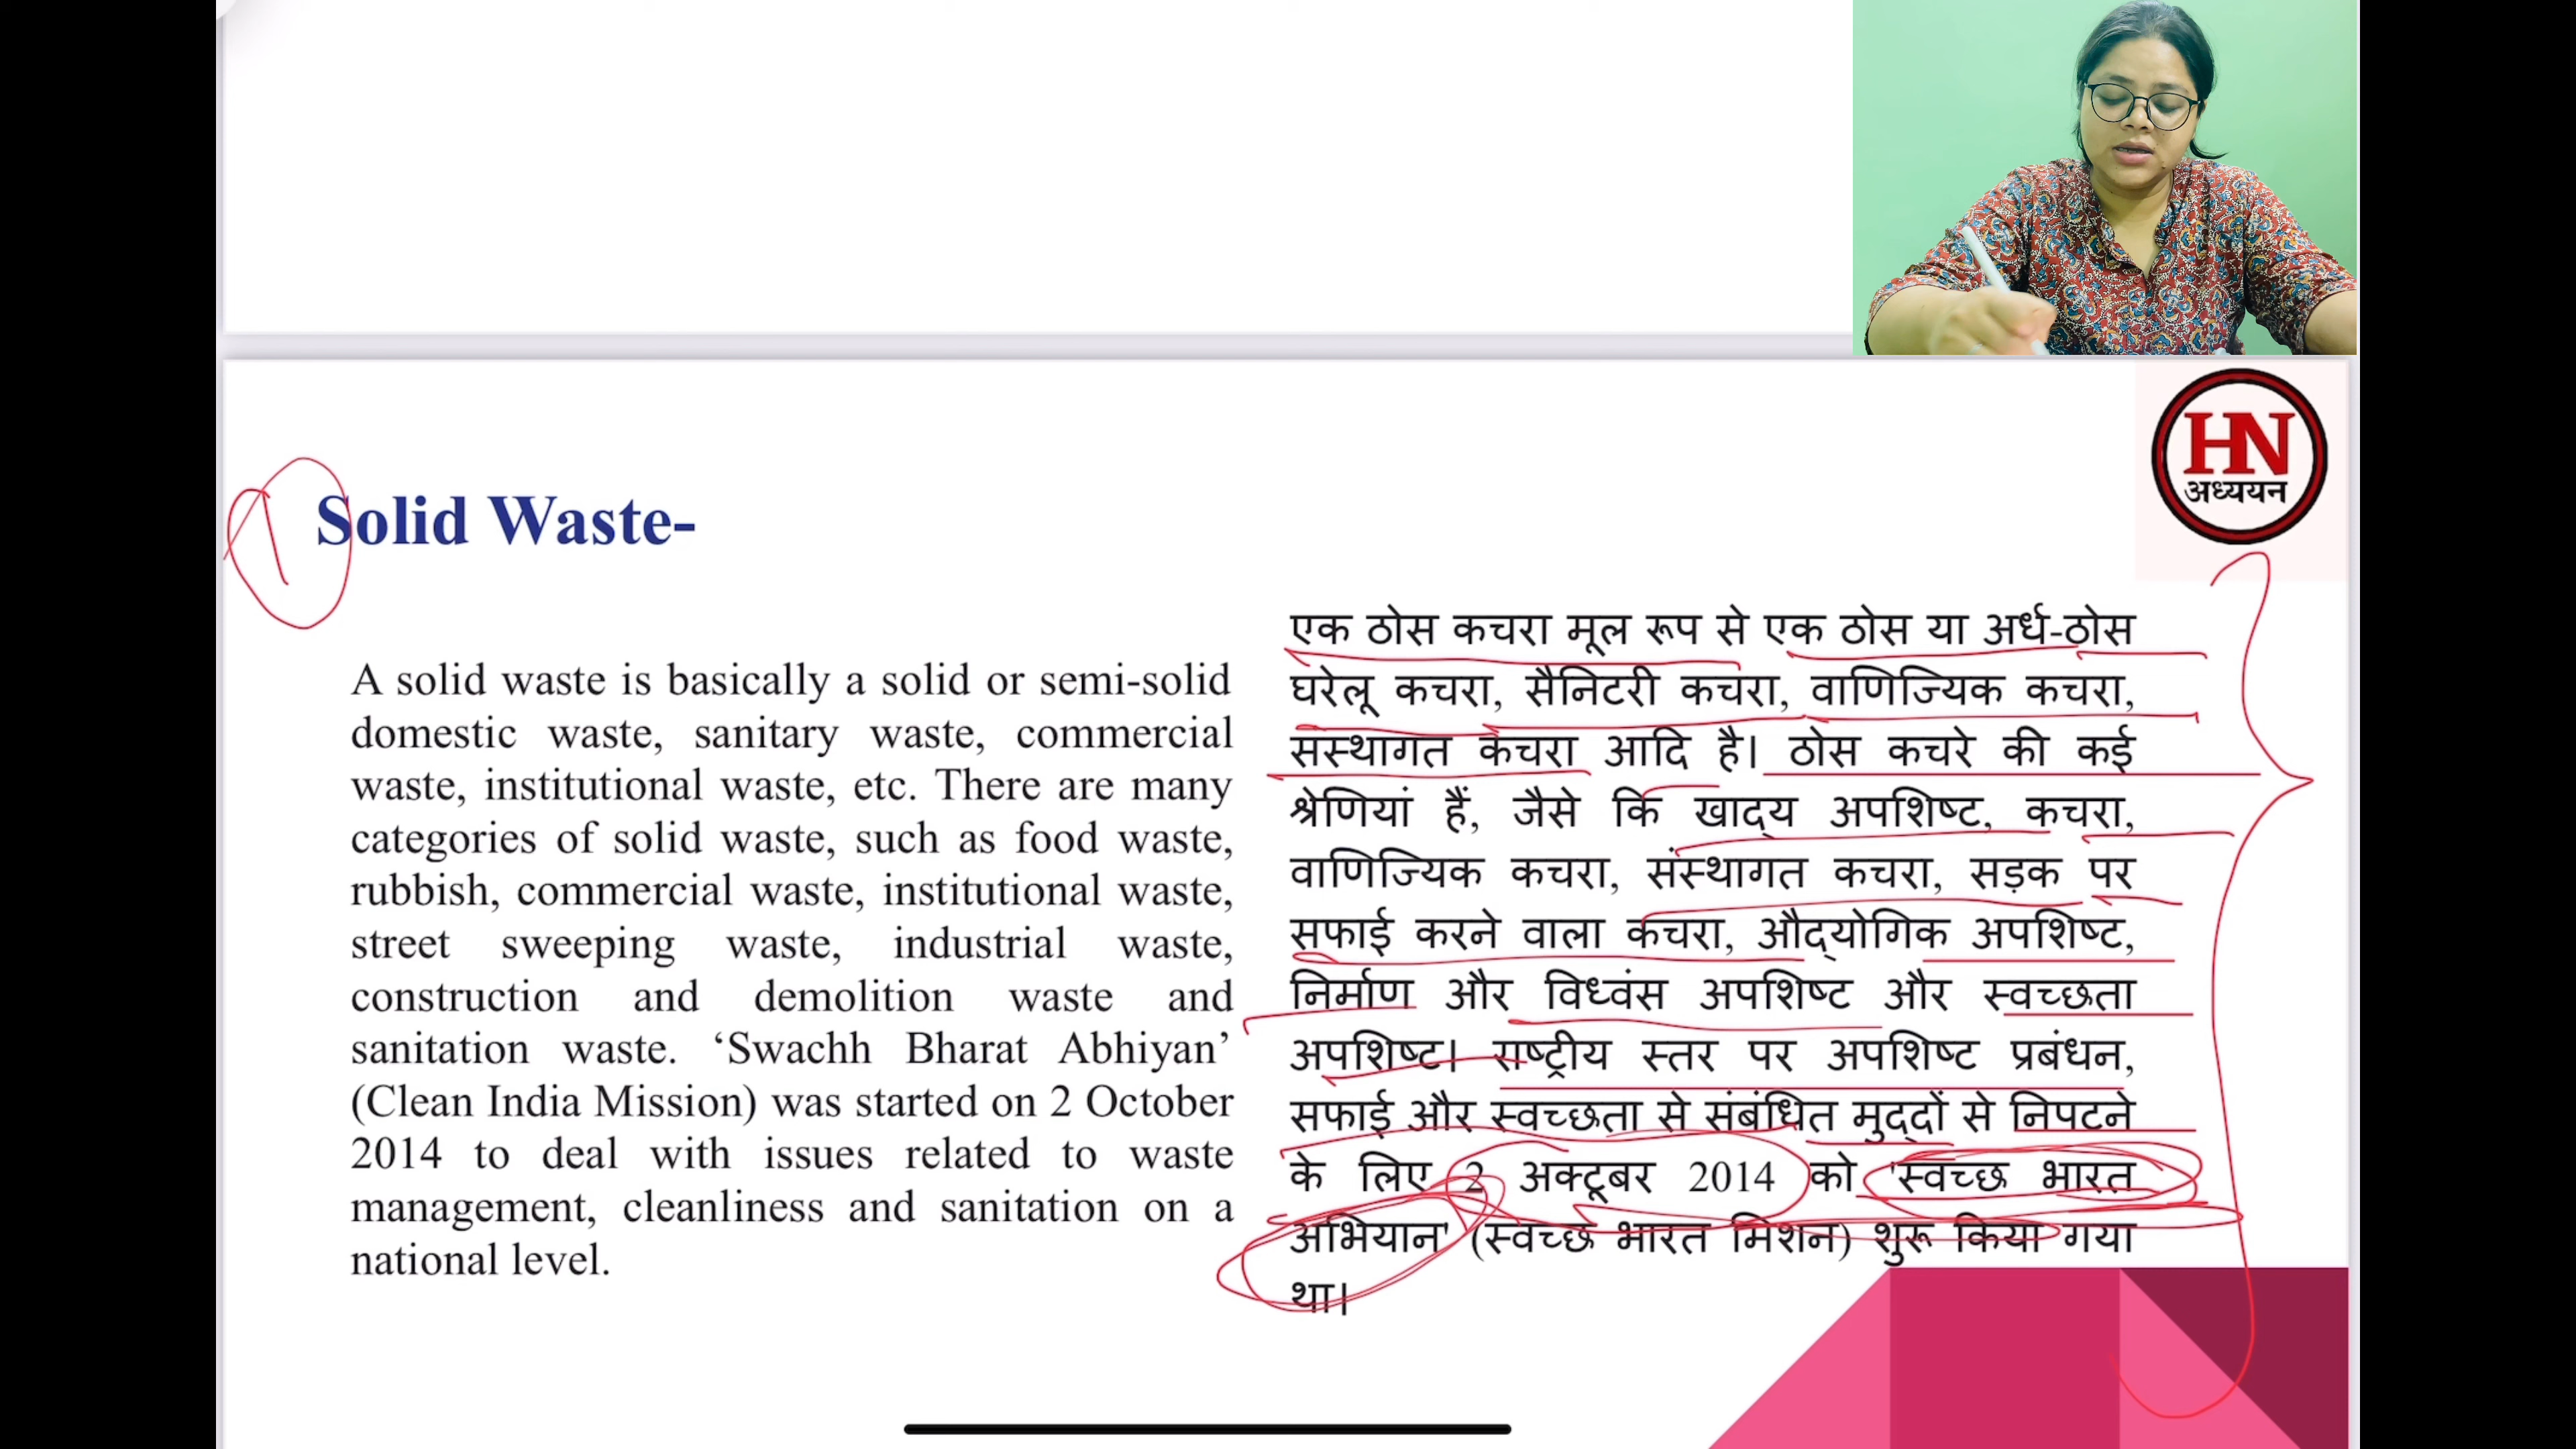 HN
अध्ययन
1
Solid Waste-
A solid waste is basically a solid or semi-solid
domestic waste, sanitary waste, commercial
waste, institutional waste, etc. There are many
categories of solid waste, such as food waste,
rubbish, commercial waste, institutional waste,
street sweeping waste, industrial waste,
construction and demolition waste and
sanitation waste. ‘Swachh Bharat Abhiyan’
(Clean India Mission) was started on 2 October
2014 to deal with issues related to waste
management, cleanliness and sanitation on a
national level.
एक ठोस कचरा मूल रूप से एक ठोस या अर्ध-ठोस
घरेलू कचरा, सैनिटरी कचरा, वाणिज्यिक कचरा,
संस्थागत कचरा आदि है। ठोस कचरे की कई
श्रेणियां हैं, जैसे कि खाद्य अपशिष्ट, कचरा,
वाणिज्यिक कचरा, संस्थागत कचरा, सड़क पर
सफाई करने वाला कचरा, औद्योगिक अपशिष्ट,
निर्माण और विध्वंस अपशिष्ट और स्वच्छता
अपशिष्ट। राष्ट्रीय स्तर पर अपशिष्ट प्रबंधन,
सफाई और स्वच्छता से संबंधित मुद्दों से निपटने
के लिए 2 अक्टूबर 2014 को 'स्वच्छ भारत
अभियान' (स्वच्छ भारत मिशन) शुरू किया गया
था।